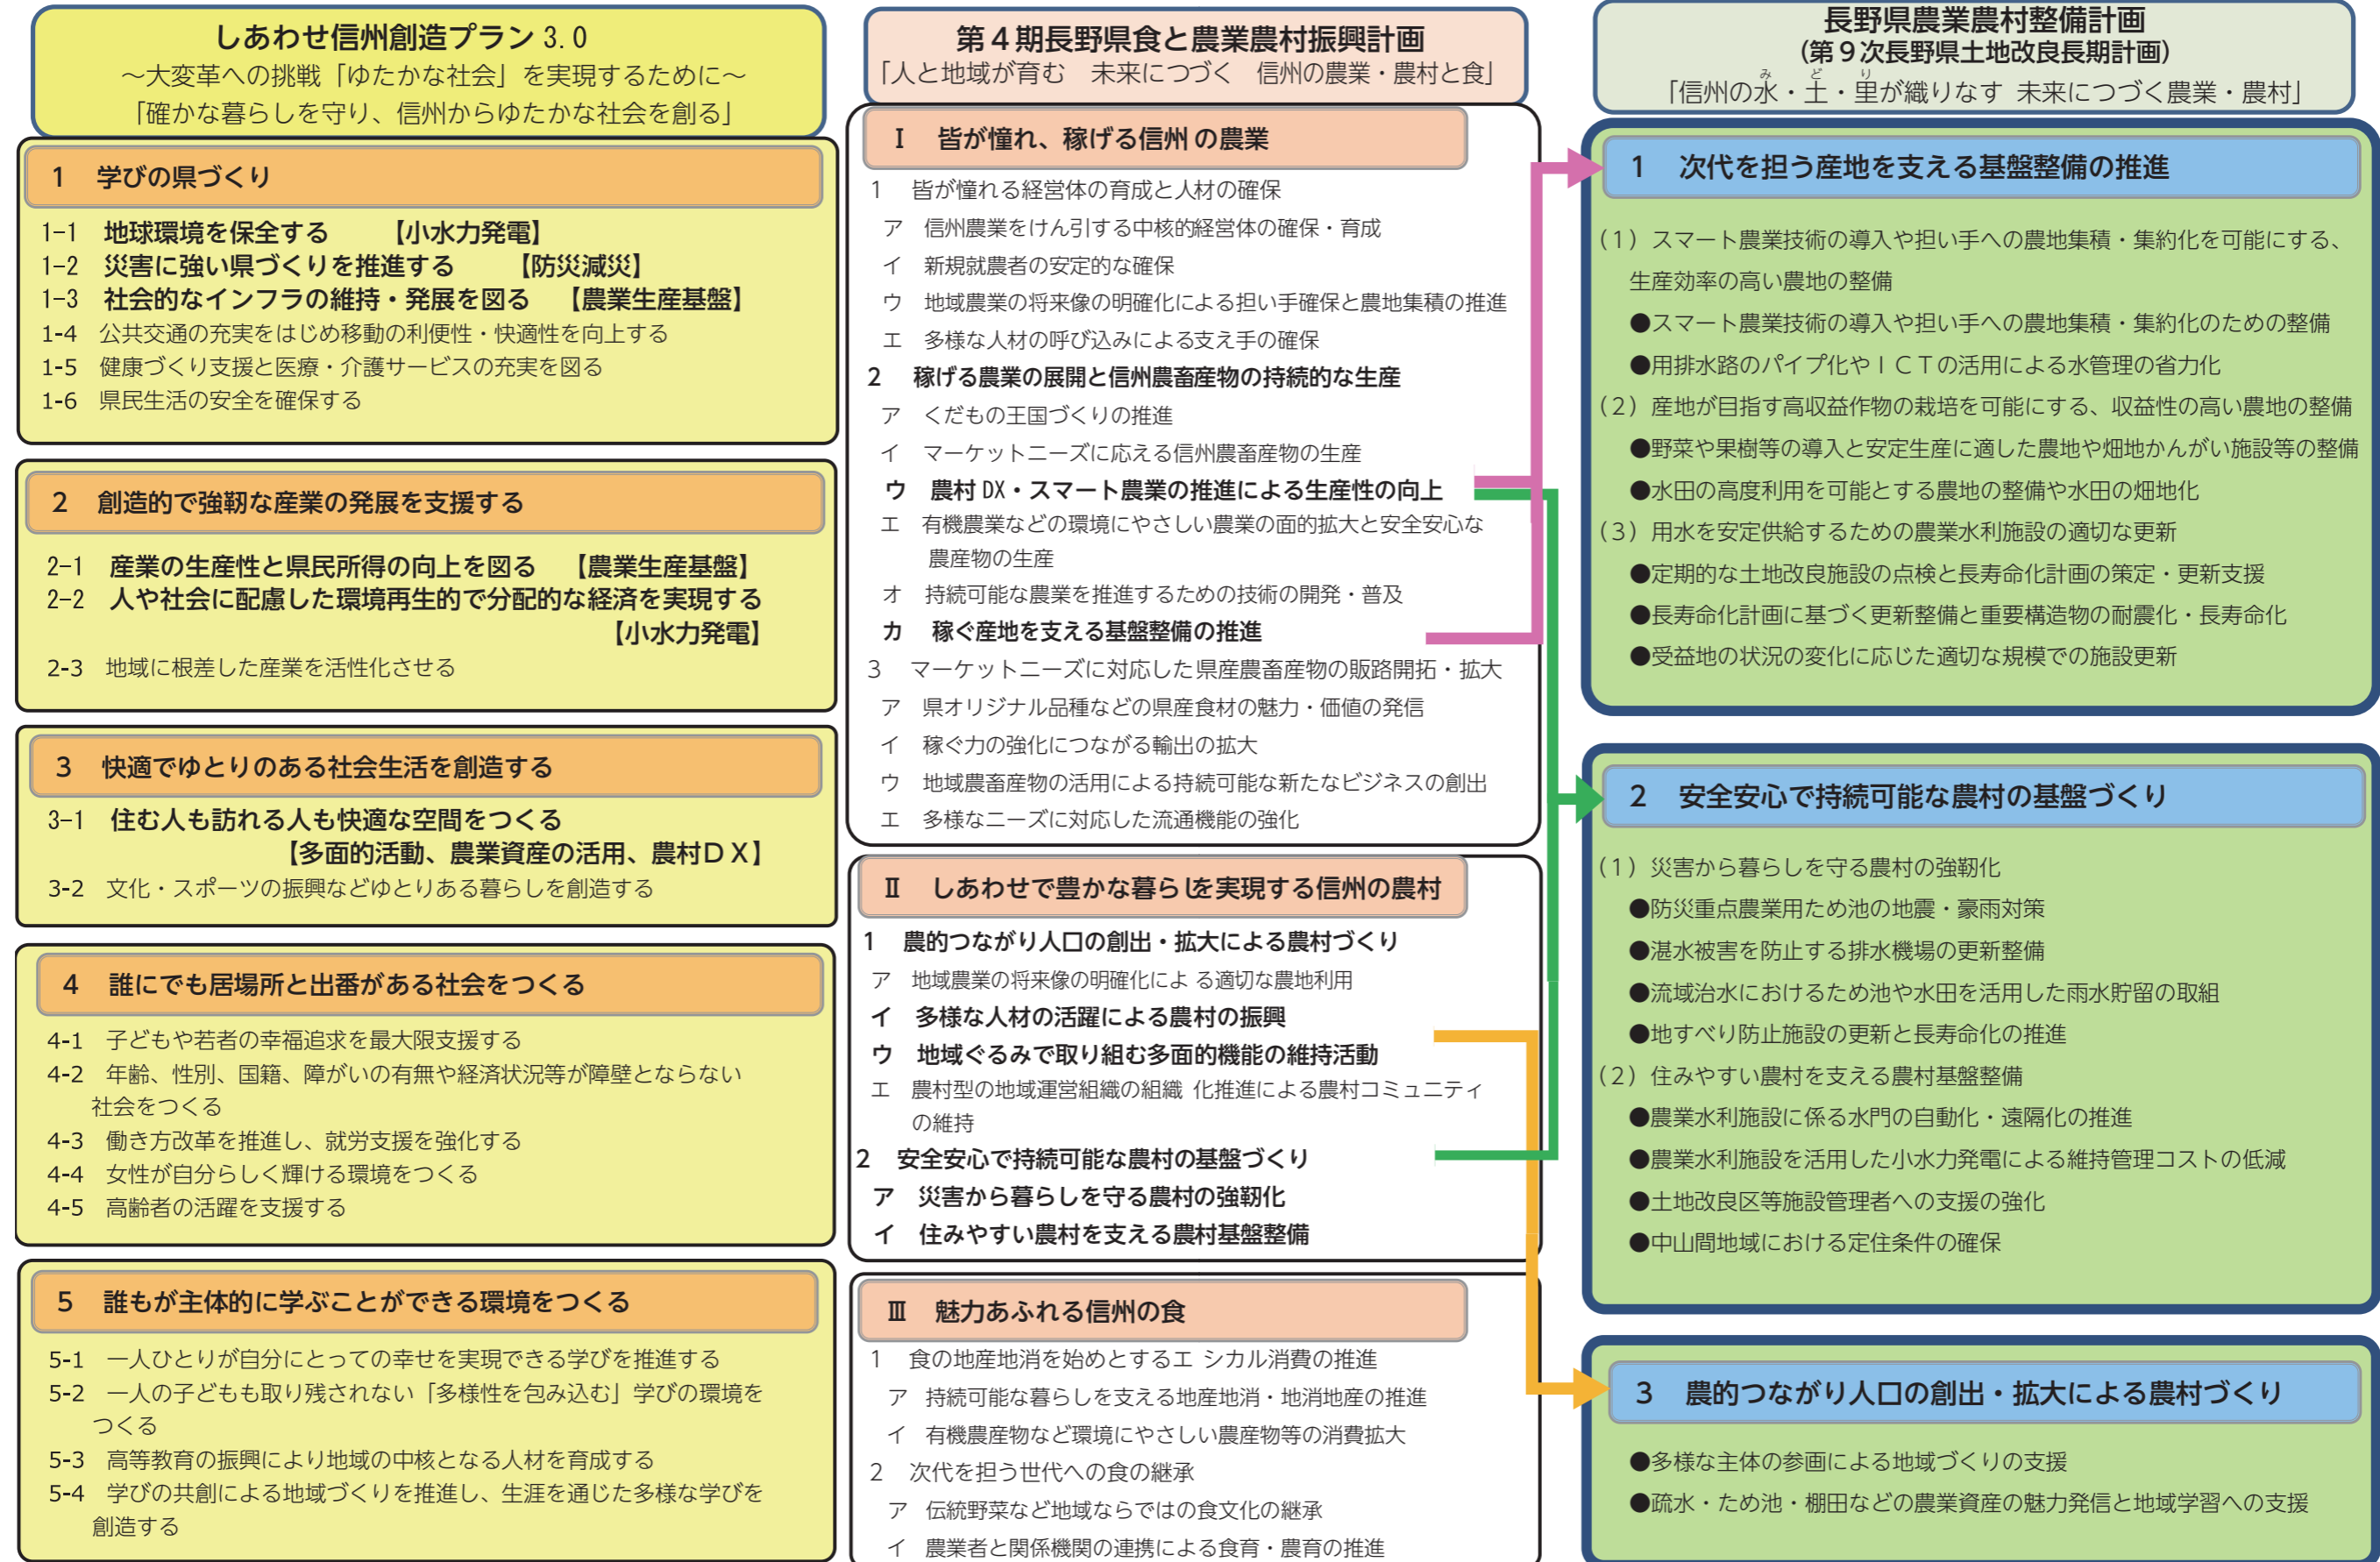 しあわせ信州創造プラン 3.0
～大変革への挑戦「ゆたかな社会」を実現するために～
「確かな暮らしを守り、信州からゆたかな社会を創る」
1 学びの県づくり
1-1 地球環境を保全する 【小水力発電】
1-2 災害に強い県づくりを推進する 【防災減災】
1-3 社会的なインフラの維持・発展を図る 【農業生産基盤】
1-4 公共交通の充実をはじめ移動の利便性・快適性を向上する
1-5 健康づくり支援と医療・介護サービスの充実を図る
1-6 県民生活の安全を確保する
2 創造的で強靭な産業の発展を支援する
2-1 産業の生産性と県民所得の向上を図る 【農業生産基盤】
2-2 人や社会に配慮した環境再生的で分配的な経済を実現する
【小水力発電】
2-3 地域に根差した産業を活性化させる
3 快適でゆとりのある社会生活を創造する
3-1 住む人も訪れる人も快適な空間をつくる
【多面的活動、農業資産の活用、農村ＤＸ】
3-2 文化・スポーツの振興などゆとりある暮らしを創造する
4 誰にでも居場所と出番がある社会をつくる
4-1 子どもや若者の幸福追求を最大限支援する
4-2 年齢、性別、国籍、障がいの有無や経済状況等が障壁とならない
社会をつくる
4-3 働き方改革を推進し、就労支援を強化する
4-4 女性が自分らしく輝ける環境をつくる
4-5 高齢者の活躍を支援する
5 誰もが主体的に学ぶことができる環境をつくる
5-1 一人ひとりが自分にとっての幸せを実現できる学びを推進する
5-2 一人の子どもも取り残されない「多様性を包み込む」学びの環境を
つくる
5-3 高等教育の振興により地域の中核となる人材を育成する
5-4 学びの共創による地域づくりを推進し、生涯を通じた多様な学びを
創造する
第４期長野県食と農業農村振興計画
「人と地域が育む 未来につづく 信州の農業・農村と食」
Ⅰ 皆が憧れ、稼げる信州の農業
1 皆が憧れる経営体の育成と人材の確保
ア 信州農業をけん引する中核的経営体の確保・育成
イ 新規就農者の安定的な確保
ウ 地域農業の将来像の明確化による担い手確保と農地集積の推進
エ 多様な人材の呼び込みによる支え手の確保
2 稼げる農業の展開と信州農畜産物の持続的な生産
ア くだもの王国づくりの推進
イ マーケットニーズに応える信州農畜産物の生産
ウ 農村 DX・スマート農業の推進による生産性の向上
エ 有機農業などの環境にやさしい農業の面的拡大と安全安心な
農産物の生産
オ 持続可能な農業を推進するための技術の開発・普及
カ 稼ぐ産地を支える基盤整備の推進
3 マーケットニーズに対応した県産農畜産物の販路開拓・拡大
ア 県オリジナル品種などの県産食材の魅力・価値の発信
イ 稼ぐ力の強化につながる輸出の拡大
ウ 地域農畜産物の活用による持続可能な新たなビジネスの創出
エ 多様なニーズに対応した流通機能の強化
Ⅱ しあわせで豊かな暮らしを実現する信州の農村
1 農的つながり人口の創出・拡大による農村づくり
ア 地域農業の将来像の明確化による適切な農地利用
イ 多様な人材の活躍による農村の振興
ウ 地域ぐるみで取り組む多面的機能の維持活動
エ 農村型の地域運営組織の組織化推進による農村コミュニティ
の維持
2 安全安心で持続可能な農村の基盤づくり
ア 災害から暮らしを守る農村の強靭化
イ 住みやすい農村を支える農村基盤整備
Ⅲ 魅力あふれる信州の食
1 食の地産地消を始めとするエシカル消費の推進
ア 持続可能な暮らしを支える地産地消・地消地産の推進
イ 有機農産物など環境にやさしい農産物等の消費拡大
2 次代を担う世代への食の継承
ア 伝統野菜など地域ならではの食文化の継承
イ 農業者と関係機関の連携による食育・農育の推進
長野県農業農村整備計画
（第９次長野県土地改良長期計画）
み ど り
「信州の水・土・里が織りなす 未来につづく農業・農村」
1 次代を担う産地を支える基盤整備の推進
（1）スマート農業技術の導入や担い手への農地集積・集約化を可能にする、
生産効率の高い農地の整備
●スマート農業技術の導入や担い手への農地集積・集約化のための整備
●用排水路のパイプ化やＩＣＴの活用による水管理の省力化
（2）産地が目指す高収益作物の栽培を可能にする、収益性の高い農地の整備
●野菜や果樹等の導入と安定生産に適した農地や畑地かんがい施設等の整備
●水田の高度利用を可能とする農地の整備や水田の畑地化
（3）用水を安定供給するための農業水利施設の適切な更新
●定期的な土地改良施設の点検と長寿命化計画の策定・更新支援
●長寿命化計画に基づく更新整備と重要構造物の耐震化・長寿命化
●受益地の状況の変化に応じた適切な規模での施設更新
2 安全安心で持続可能な農村の基盤づくり
（1）災害から暮らしを守る農村の強靭化
●防災重点農業用ため池の地震・豪雨対策
●湛水被害を防止する排水機場の更新整備
●流域治水におけるため池や水田を活用した雨水貯留の取組
●地すべり防止施設の更新と長寿命化の推進
（2）住みやすい農村を支える農村基盤整備
●農業水利施設に係る水門の自動化・遠隔化の推進
●農業水利施設を活用した小水力発電による維持管理コストの低減
●土地改良区等施設管理者への支援の強化
●中山間地域における定住条件の確保
3 農的つながり人口の創出・拡大による農村づくり
●多様な主体の参画による地域づくりの支援
●疏水・ため池・棚田などの農業資産の魅力発信と地域学習への支援